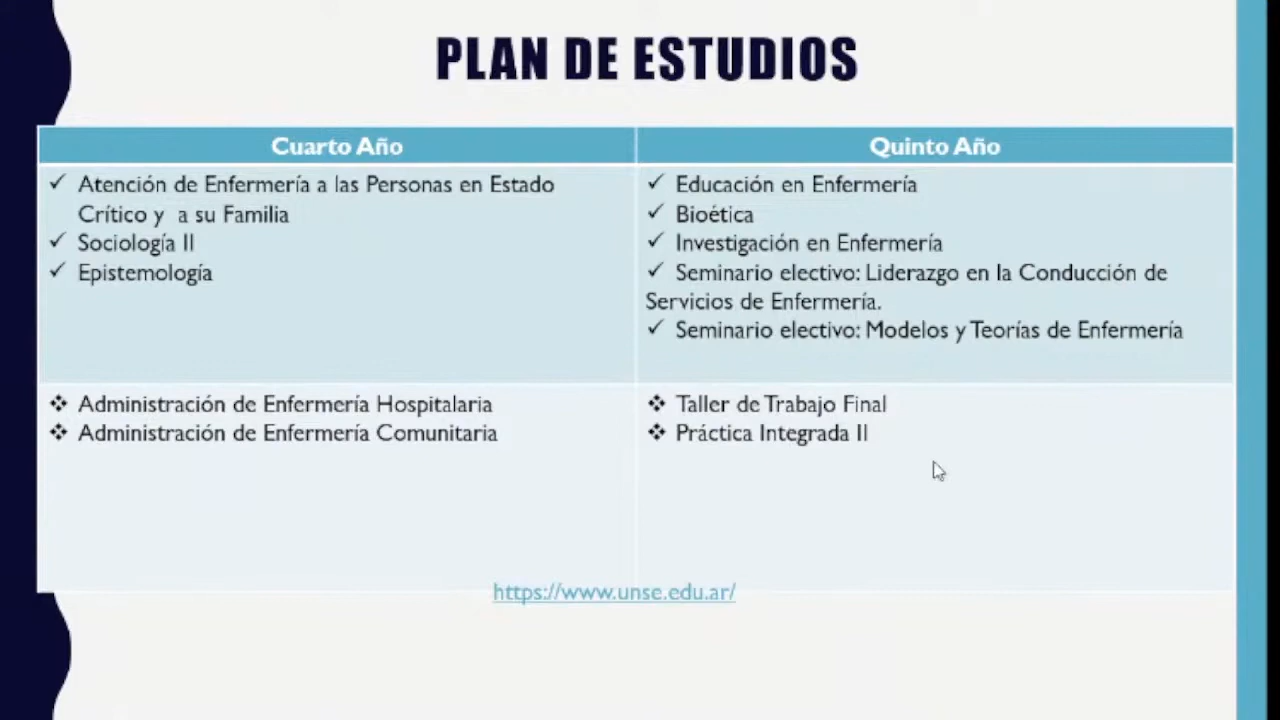 PLAN DE ESTUDIOS
Cuarto Año
Quinto Año
✓ Atención de Enfermería a las Personas en Estado
Crítico y a su Familia
✓ Sociología II
✓ Epistemología
✓ Educación en Enfermería
✓ Bioética
✓ Investigación en Enfermería
✓ Seminario electivo: Liderazgo en la Conducción de
Servicios de Enfermería.
✓ Seminario electivo: Modelos y Teorías de Enfermería
❖ Administración de Enfermería Hospitalaria
❖ Administración de Enfermería Comunitaria
❖ Taller de Trabajo Final
❖ Práctica Integrada II
https://www.unse.edu.ar/